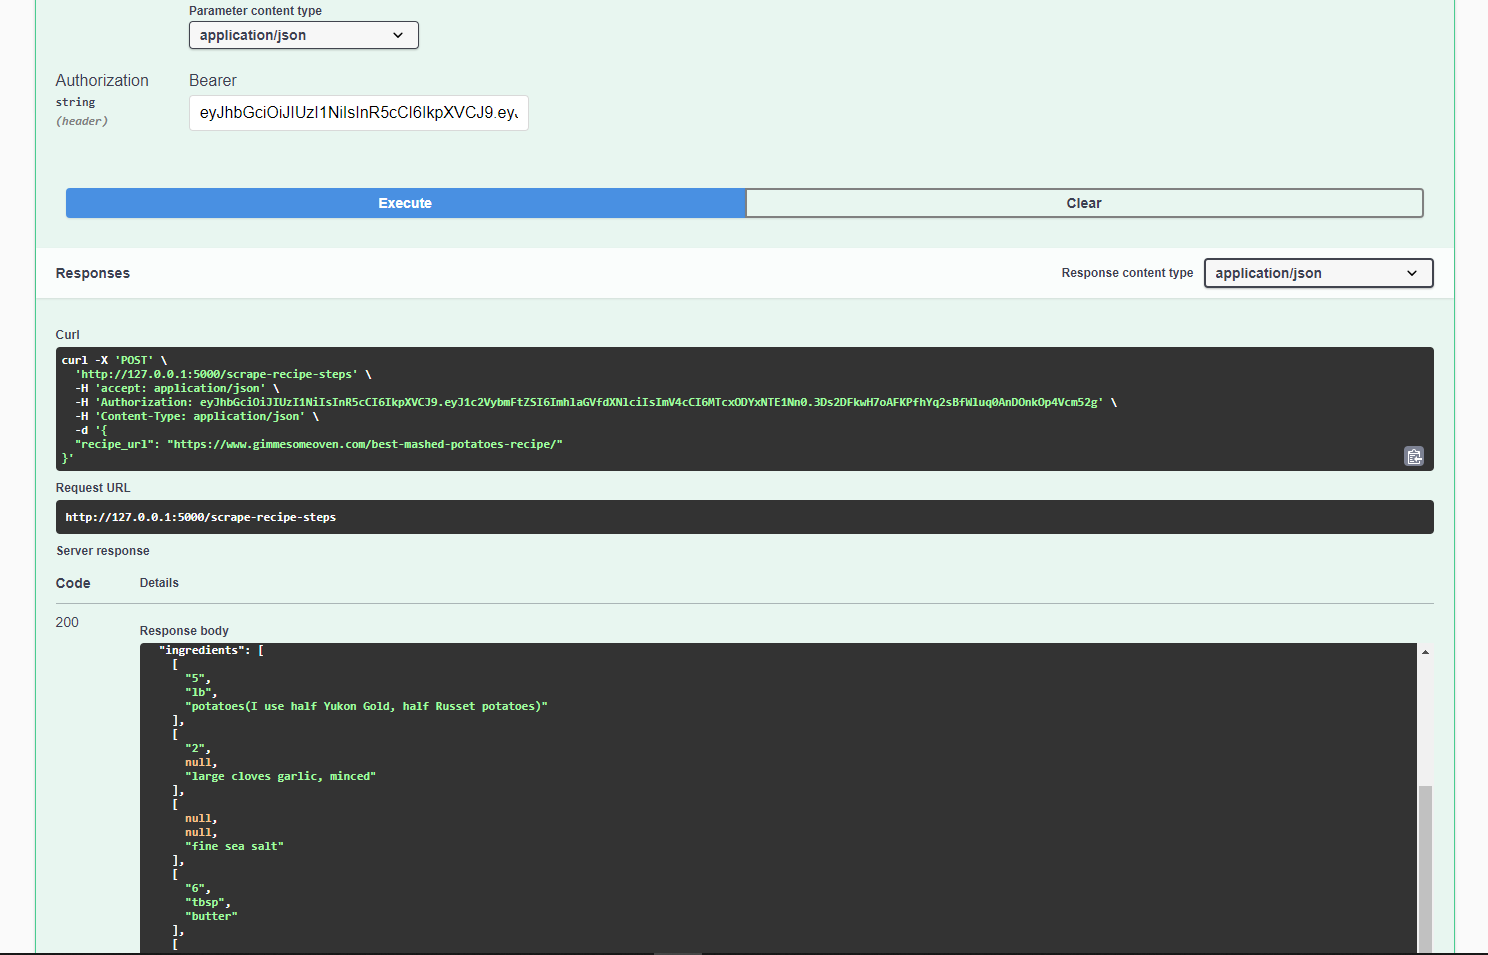 Parameter content type
application/json
Authorization
Bearer
string
(header)
eyJhbGciOiJIUzI1NiIsInR5cCI6IkpXVCJ9.ey
Execute
Clear
Responses
Response content type
application/json
Curl
curl -X 'POST' \
'http://127.0.0.1:5000/scrape-recipe-steps' \
-H 'accept: application/json' \
-H 'Authorization: eyJhbGciOiJIUzI1NiIsInR5cCI6IkpXVCJ9.eyJ1c2VybmFtZSI6ImhlaGVfdXNlciIsImV4cCI6MTcxODYxNTE1Nn0.3Ds2DFkwH7oAFKPfhYq2sBfWluq0AnDOnkOp4Vcm52g' \
-H 'Content-Type: application/json' \
-d '{
"recipe_url": "https://www.gimmesomeoven.com/best-mashed-potatoes-recipe/"
}'
Request URL
http://127.0.0.1:5000/scrape-recipe-steps
Server response
Code
Details
200
Response body
"ingredients": [
[
"5",
"lb",
"potatoes(I use half Yukon Gold, half Russet potatoes)"
],
[
"2",
null,
"large cloves garlic, minced"
],
[
null,
null,
"fine sea salt"
],
[
"6",
"tbsp",
"butter"
],
[